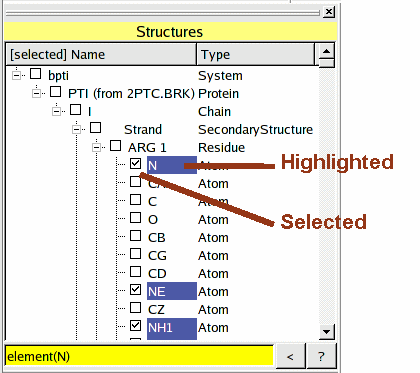 Structures
[selected] Name Type
bpti System
PTI (from 2PTC.BRK) Protein
I Chain
Strand SecondaryStructure
ARG 1 Residue
N Atom Highlighted
CA Atom
C Atom
O Atom Selected
CB Atom
CG Atom
CD Atom
NE Atom
CZ Atom
NH1 Atom
element(N) < ?